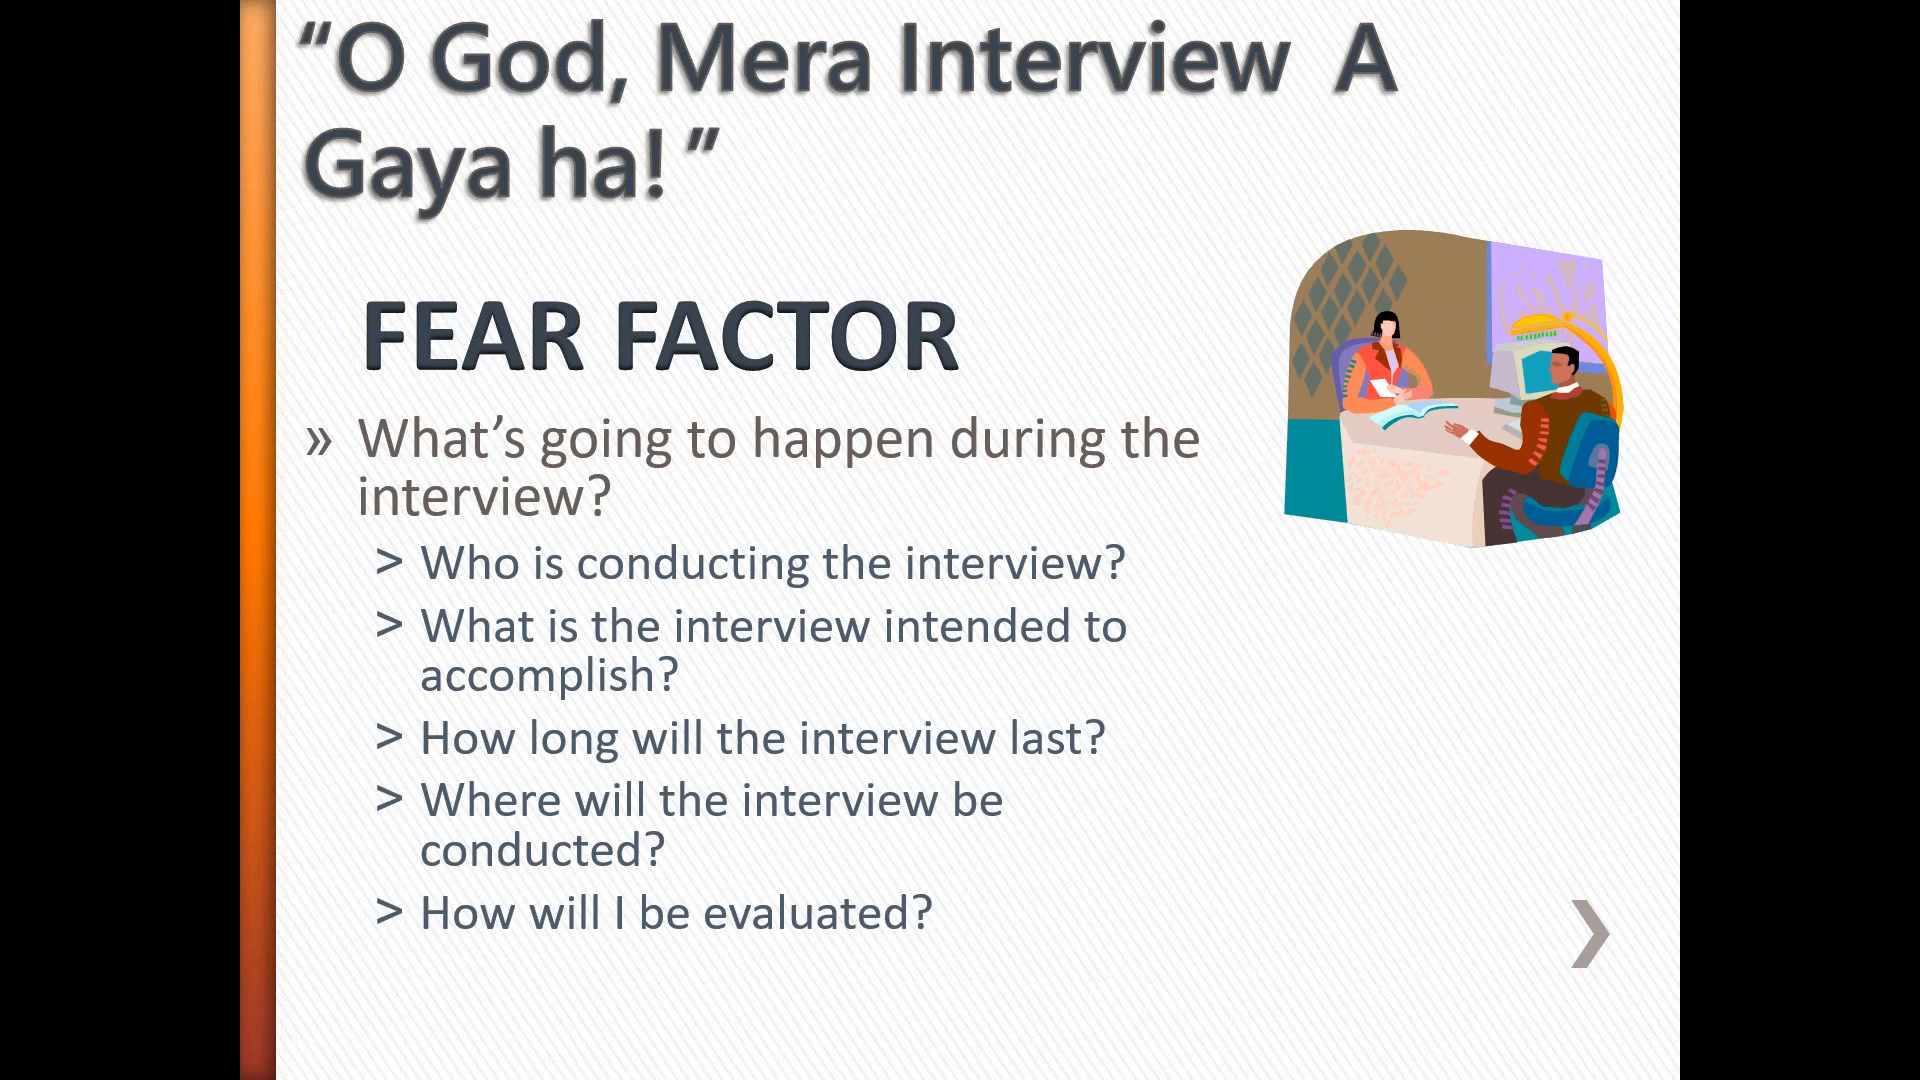 “O God, Mera Interview A
Gaya ha!”
FEAR FACTOR
» What’s going to happen during the
interview?
> Who is conducting the interview?
> What is the interview intended to
accomplish?
> How long will the interview last?
> Where will the interview be
conducted?
> How will I be evaluated?